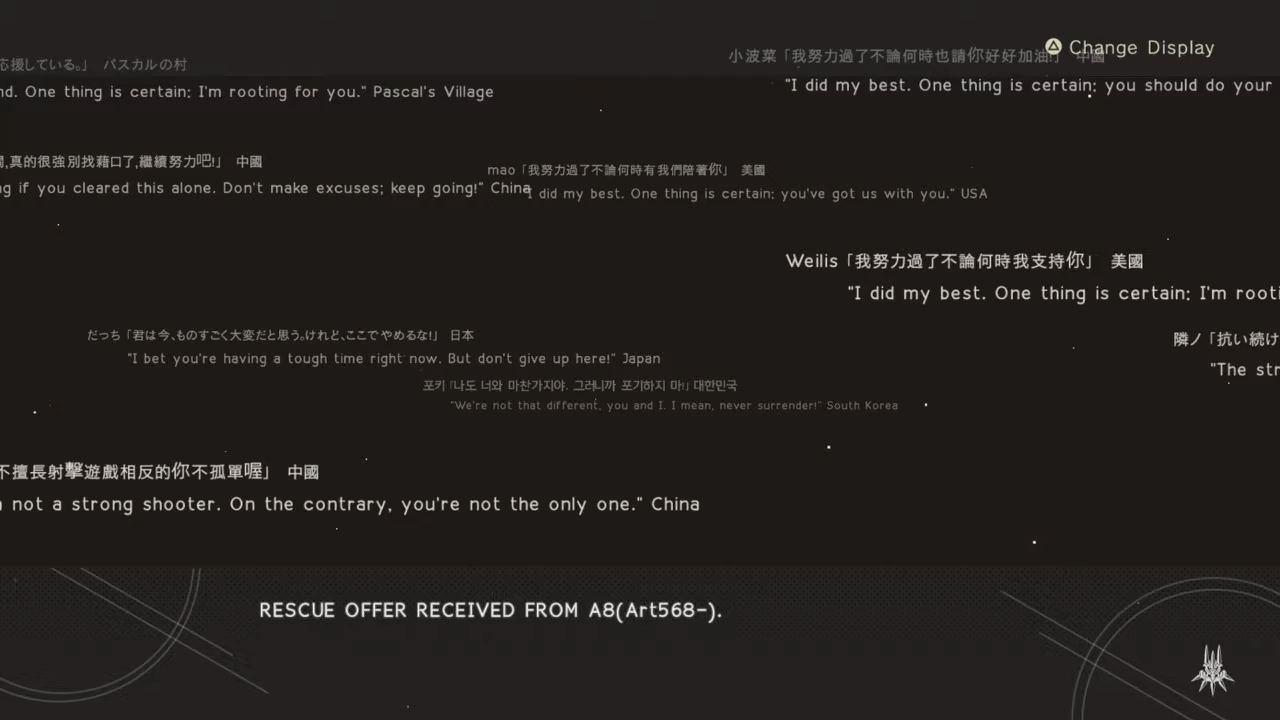 応援している。」 パスカルの村
nd. One thing is certain: I'm rooting for you." Pascal's Village
小波菜「我努力過了不論何時也請你好好加油!」 中國
"I did my best. One thing is certain: you should do your
Change Display
,真的很強別找藉口了,繼續努力吧!」 中國
ng if you cleared this alone. Don't make excuses; keep going!" China
mao「我努力過了不論何時有我們陪著你」 美國
I did my best. One thing is certain: you've got us with you." USA
Weilis「我努力過了不論何時我支持你」 美國
"I did my best. One thing is certain: I'm rooti
だっち「君は今、ものすごく大変だと思う。けれど、ここでやめるな!」 日本
"I bet you're having a tough time right now. But don't give up here!" Japan
隣ノ「抗い続け
"The str
포키「나도 너와 마찬가지야. 그러니까 포기하지 마!」 대한민국
"We're not that different, you and I. I mean, never surrender!" South Korea
不擅長射擊遊戲相反的你不孤單喔」 中國
not a strong shooter. On the contrary, you're not the only one." China
RESCUE OFFER RECEIVED FROM A8(Art568-).